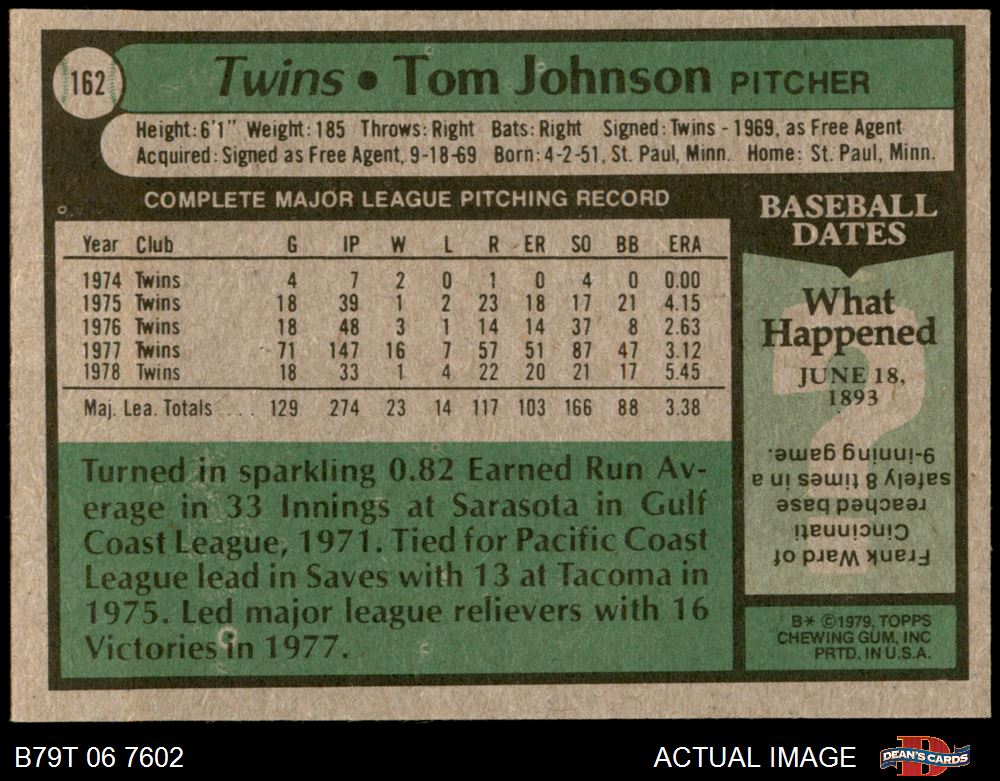 162
Twins • Tom Johnson PITCHER
Height: 6'1" Weight: 185 Throws: Right Bats: Right Signed: Twins - 1969, as Free Agent
Acquired: Signed as Free Agent, 9-18-69 Born: 4-2-51, St. Paul, Minn. Home: St. Paul, Minn.
COMPLETE MAJOR LEAGUE PITCHING RECORD
Year Club G IP W L R ER SO BB ERA
1974 Twins 4 7 2 0 1 0 4 0 0.00
1975 Twins 18 39 1 2 23 18 17 21 4.15
1976 Twins 18 48 3 1 14 14 37 8 2.63
1977 Twins 71 147 16 7 57 51 87 47 3.12
1978 Twins 18 33 1 4 22 20 21 17 5.45
Maj. Lea. Totals .... 129 274 23 14 117 103 166 88 3.38
Turned in sparkling 0.82 Earned Run Av-
erage in 33 Innings at Sarasota in Gulf
Coast League, 1971. Tied for Pacific Coast
League lead in Saves with 13 at Tacoma in
1975. Led major league relievers with 16
Victories in 1977.
BASEBALL
DATES
What
Happened
JUNE 18,
1893
Frank Ward of
Cincinnati
reached base
safely 8 times in a
9-inning game.
B* ©1979, TOPPS
CHEWING GUM, INC
PRTD. IN U.S.A.
B79T 06 7602
ACTUAL IMAGE
DEAN'S CARDS